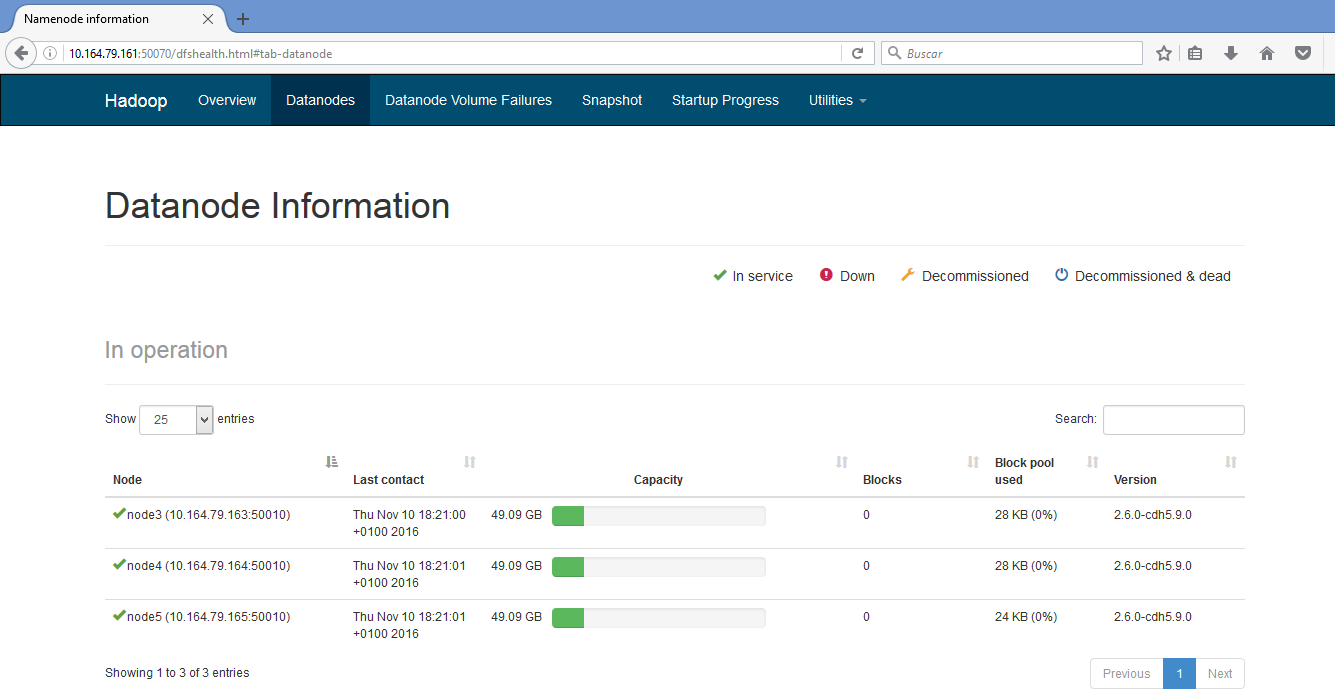 Namenode information
10.164.79.161:50070/dfshealth.html#tab-datanode
Buscar
Hadoop Overview Datanodes Datanode Volume Failures Snapshot Startup Progress Utilities
Datanode Information
In service Down Decommissioned Decommissioned & dead
In operation
Show 25 entries Search:
Node Last contact Capacity Blocks Block pool used Version
node3 (10.164.79.163:50010) Thu Nov 10 18:21:00 +0100 2016 49.09 GB 0 28 KB (0%) 2.6.0-cdh5.9.0
node4 (10.164.79.164:50010) Thu Nov 10 18:21:01 +0100 2016 49.09 GB 0 28 KB (0%) 2.6.0-cdh5.9.0
node5 (10.164.79.165:50010) Thu Nov 10 18:21:01 +0100 2016 49.09 GB 0 24 KB (0%) 2.6.0-cdh5.9.0
Showing 1 to 3 of 3 entries Previous 1 Next